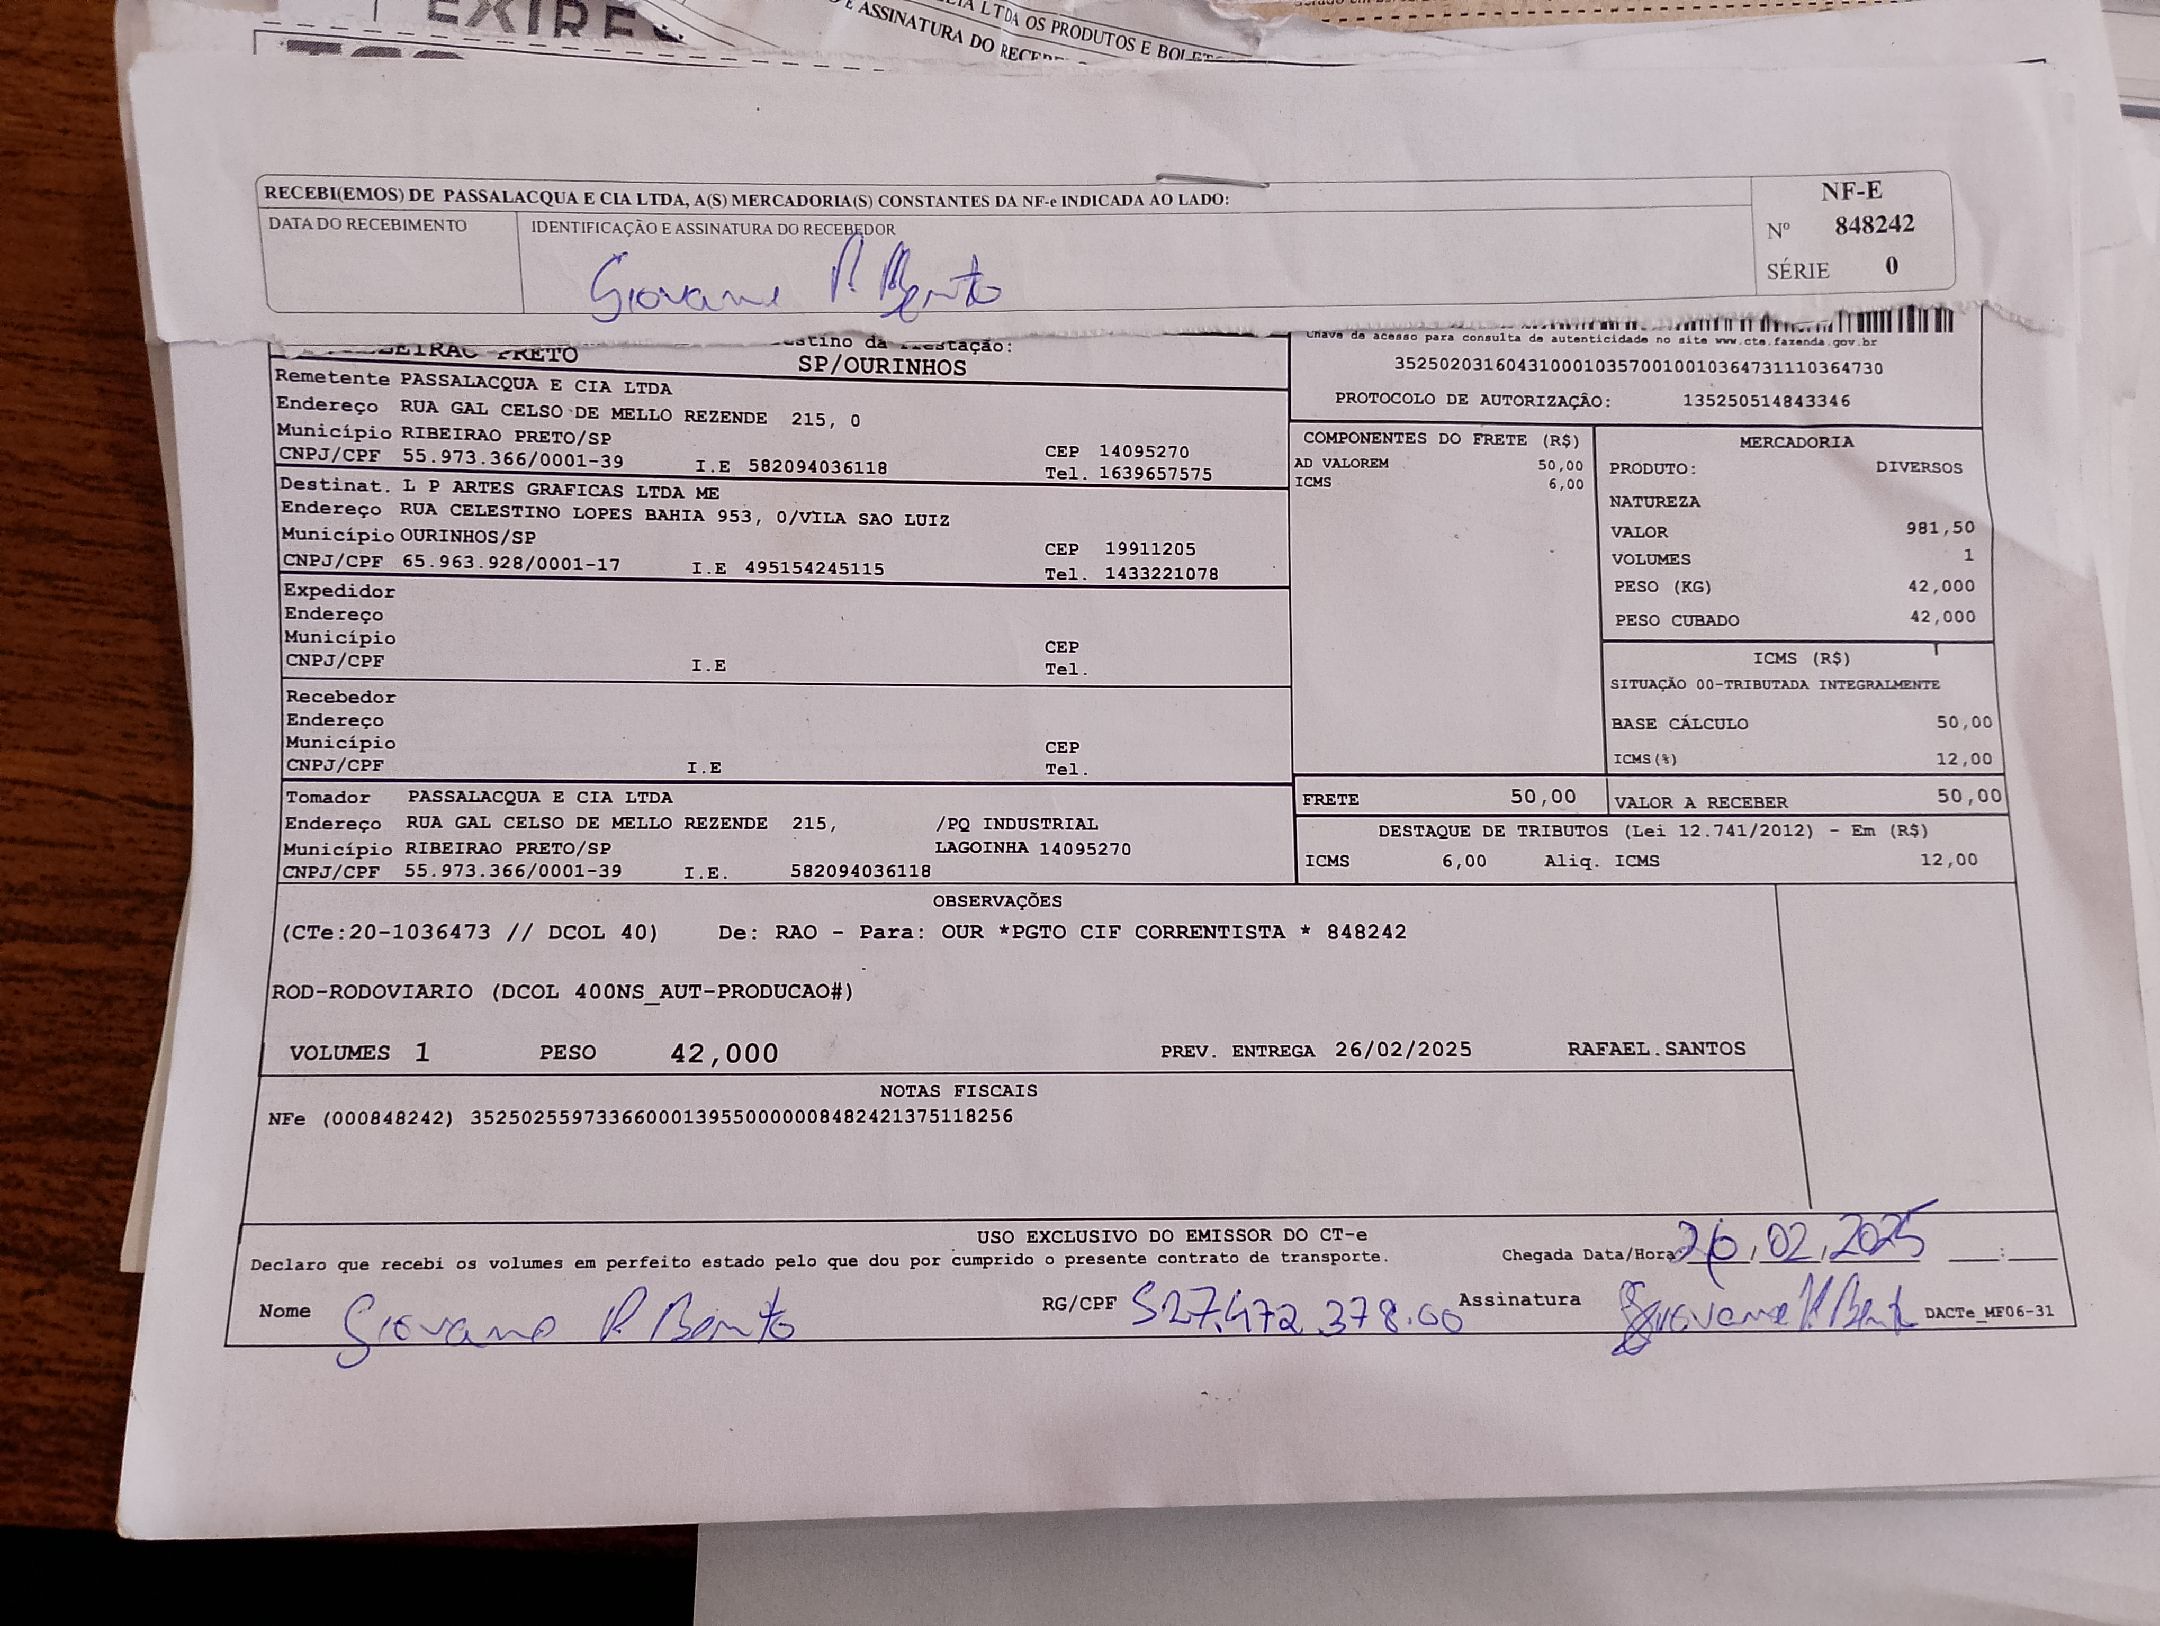 EXIRE
LTDA OS PRODUTOS E BOLET
E ASSINATURA DO RECEBE
RECEBI(EMOS) DE PASSALACQUA E CIA LTDA, A(S) MERCADORIA(S) CONSTANTES DA NF-e INDICADA AO LADO:
DATA DO RECEBIMENTO
IDENTIFICAÇÃO E ASSINATURA DO RECEBEDOR
Giovane R Bento
NF-E
Nº 848242
SÉRIE 0
EIRAO PRETO
stino da estação:
SP/OURINHOS
Chave de acesso para consulta de autenticidade no site www.cte.fazenda.gov.br
35250203160431000103570010010364731110364730
PROTOCOLO DE AUTORIZAÇÃO: 135250514843346
Remetente PASSALACQUA E CIA LTDA
Endereço RUA GAL CELSO DE MELLO REZENDE 215, 0
Município RIBEIRAO PRETO/SP CEP 14095270
CNPJ/CPF 55.973.366/0001-39 I.E 582094036118 Tel. 1639657575
Destinat. L P ARTES GRAFICAS LTDA ME
Endereço RUA CELESTINO LOPES BAHIA 953, 0/VILA SAO LUIZ
Município OURINHOS/SP CEP 19911205
CNPJ/CPF 65.963.928/0001-17 I.E 495154245115 Tel. 1433221078
Expedidor
Endereço
Município CEP
CNPJ/CPF I.E Tel.
Recebedor
Endereço
Município CEP
CNPJ/CPF I.E Tel.
Tomador PASSALACQUA E CIA LTDA
Endereço RUA GAL CELSO DE MELLO REZENDE 215, /PQ INDUSTRIAL
Município RIBEIRAO PRETO/SP LAGOINHA 14095270
CNPJ/CPF 55.973.366/0001-39 I.E. 582094036118
COMPONENTES DO FRETE (R$)
AD VALOREM 50,00
ICMS 6,00
MERCADORIA
PRODUTO: DIVERSOS
NATUREZA
VALOR 981,50
VOLUMES 1
PESO (KG) 42,000
PESO CUBADO 42,000
ICMS (R$)
SITUAÇÃO 00-TRIBUTADA INTEGRALMENTE
BASE CÁLCULO 50,00
ICMS(%) 12,00
FRETE 50,00
VALOR A RECEBER 50,00
DESTAQUE DE TRIBUTOS (Lei 12.741/2012) - Em (R$)
ICMS 6,00 Aliq. ICMS 12,00
OBSERVAÇÕES
(CTe:20-1036473 // DCOL 40) De: RAO - Para: OUR *PGTO CIF CORRENTISTA * 848242
ROD-RODOVIARIO (DCOL 400NS_AUT-PRODUCAO#)
VOLUMES 1 PESO 42,000 PREV. ENTREGA 26/02/2025 RAFAEL.SANTOS
NOTAS FISCAIS
NFe (000848242) 35250255973366000139550000008482421375118256
USO EXCLUSIVO DO EMISSOR DO CT-e
Declaro que recebi os volumes em perfeito estado pelo que dou por cumprido o presente contrato de transporte. Chegada Data/Hora 26,02,2025 :
Nome Giovane R Bento RG/CPF 527.472 378.00 Assinatura Giovane R Bento DACTe_MF06-31